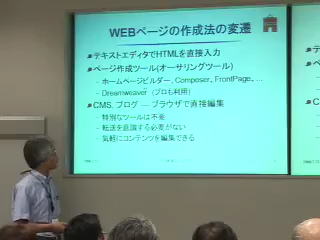 WEBページの作成法の変遷
テキストエディタでHTMLを直接入力
ページ作成ツール(オーサリングツール)
– ホームページビルダー, Composer, FrontPage, ...
– Dreamweaver (プロも利用)
CMS, ブログ — ブラウザで直接編集
– 特別なツールは不要
– 転送を意識する必要がない
– 気軽にコンテンツを編集できる